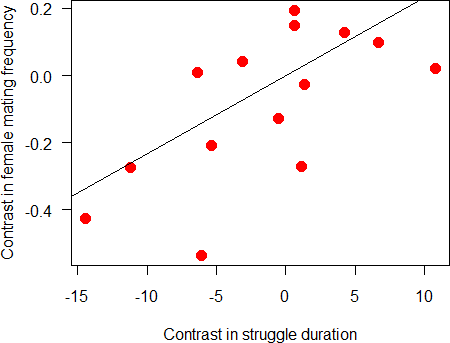 Contrast in female mating frequency
0.2
0.0
-0.2
-0.4
-15 -10 -5 0 5 10
Contrast in struggle duration